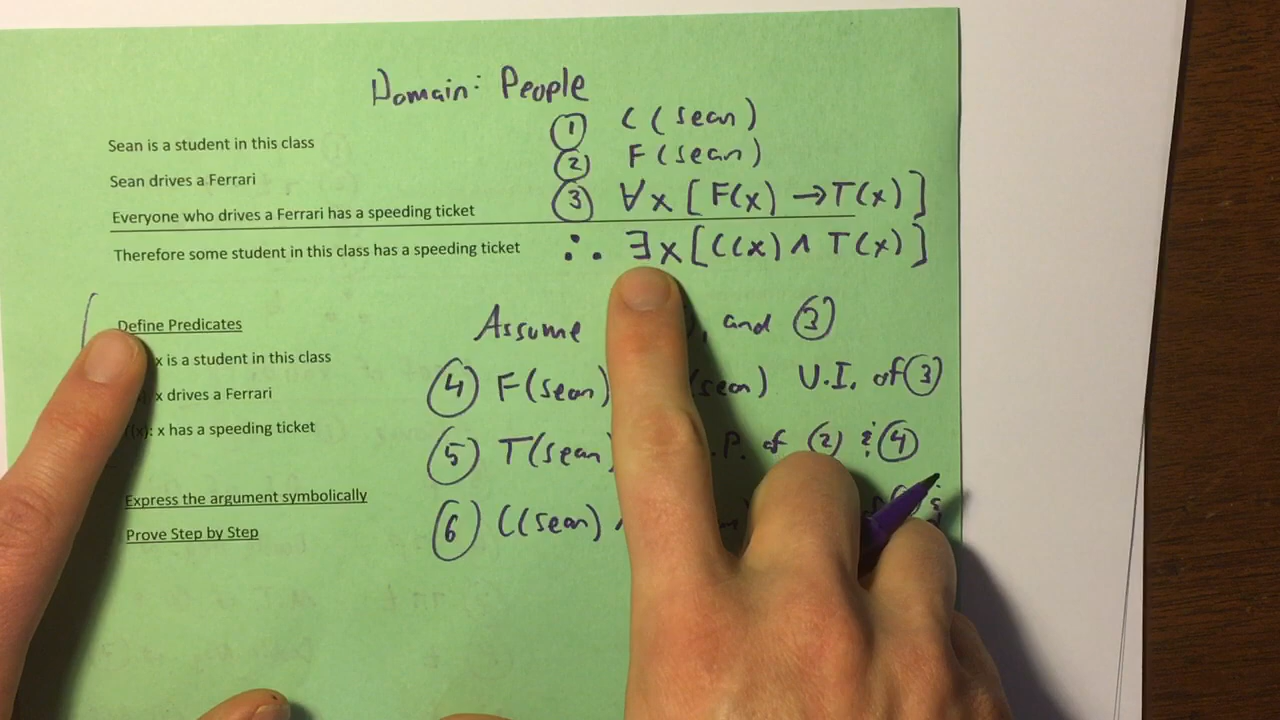 Domain: People
Sean is a student in this class
① C(sean)
Sean drives a Ferrari
② F(sean)
Everyone who drives a Ferrari has a speeding ticket
③ ∀x[F(x) →T(x)]
Therefore some student in this class has a speeding ticket
∴ ∃x[C(x) ∧ T(x)]
Define Predicates
Assume , and ③
x is a student in this class
④ F(sean) (sean) U.I. of ③
x drives a Ferrari
(x): x has a speeding ticket
⑤ T(sean) .P. of (2) & ④
Express the argument symbolically
Prove Step by Step
⑥ C(sean) ∧